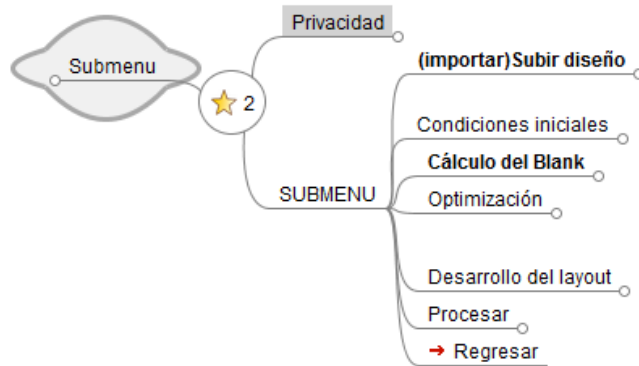 Privacidad
Submenu
2
(importar)Subir diseño
Condiciones iniciales
Cálculo del Blank
SUBMENU
Optimización
Desarrollo del layout
Procesar
Regresar